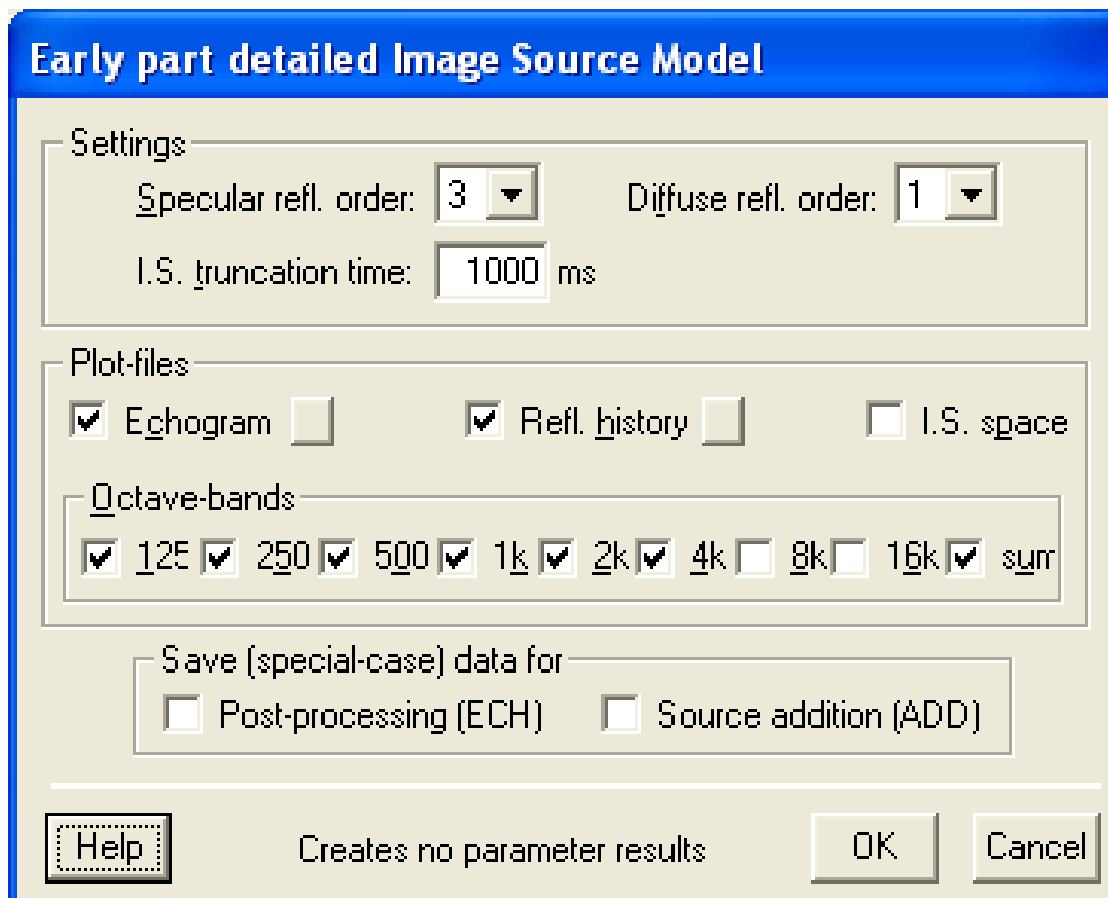 Early part detailed Image Source Model
Settings
Specular refl. order: 3 Diffuse refl. order: 1
I.S. truncation time: 1000 ms
Plot-files
Echogram Refl. history I.S. space
Octave-bands
125 250 500 1k 2k 4k 8k 16k sum
Save (special-case) data for
Post-processing (ECH) Source addition (ADD)
Help Creates no parameter results OK Cancel